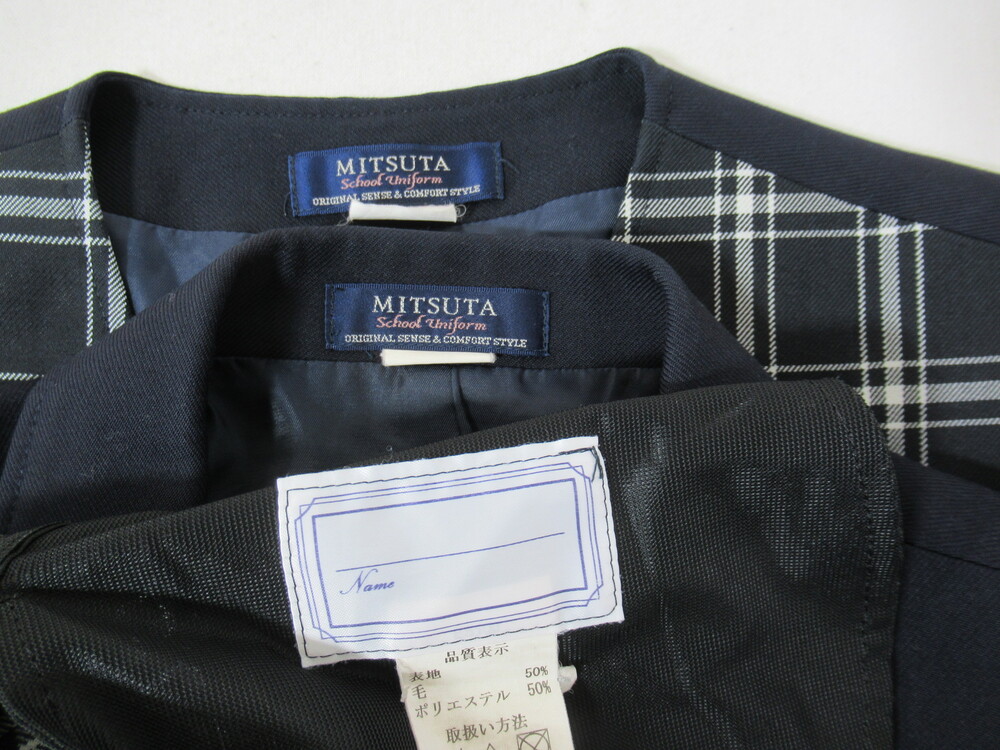 MITSUTA
School Uniform
ORIGINAL SENSE & COMFORT STYLE
MITSUTA
School Uniform
ORIGINAL SENSE & COMFORT STYLE
Name
品質表示
表地 50%
毛
ポリエステル 50%
取扱い方法